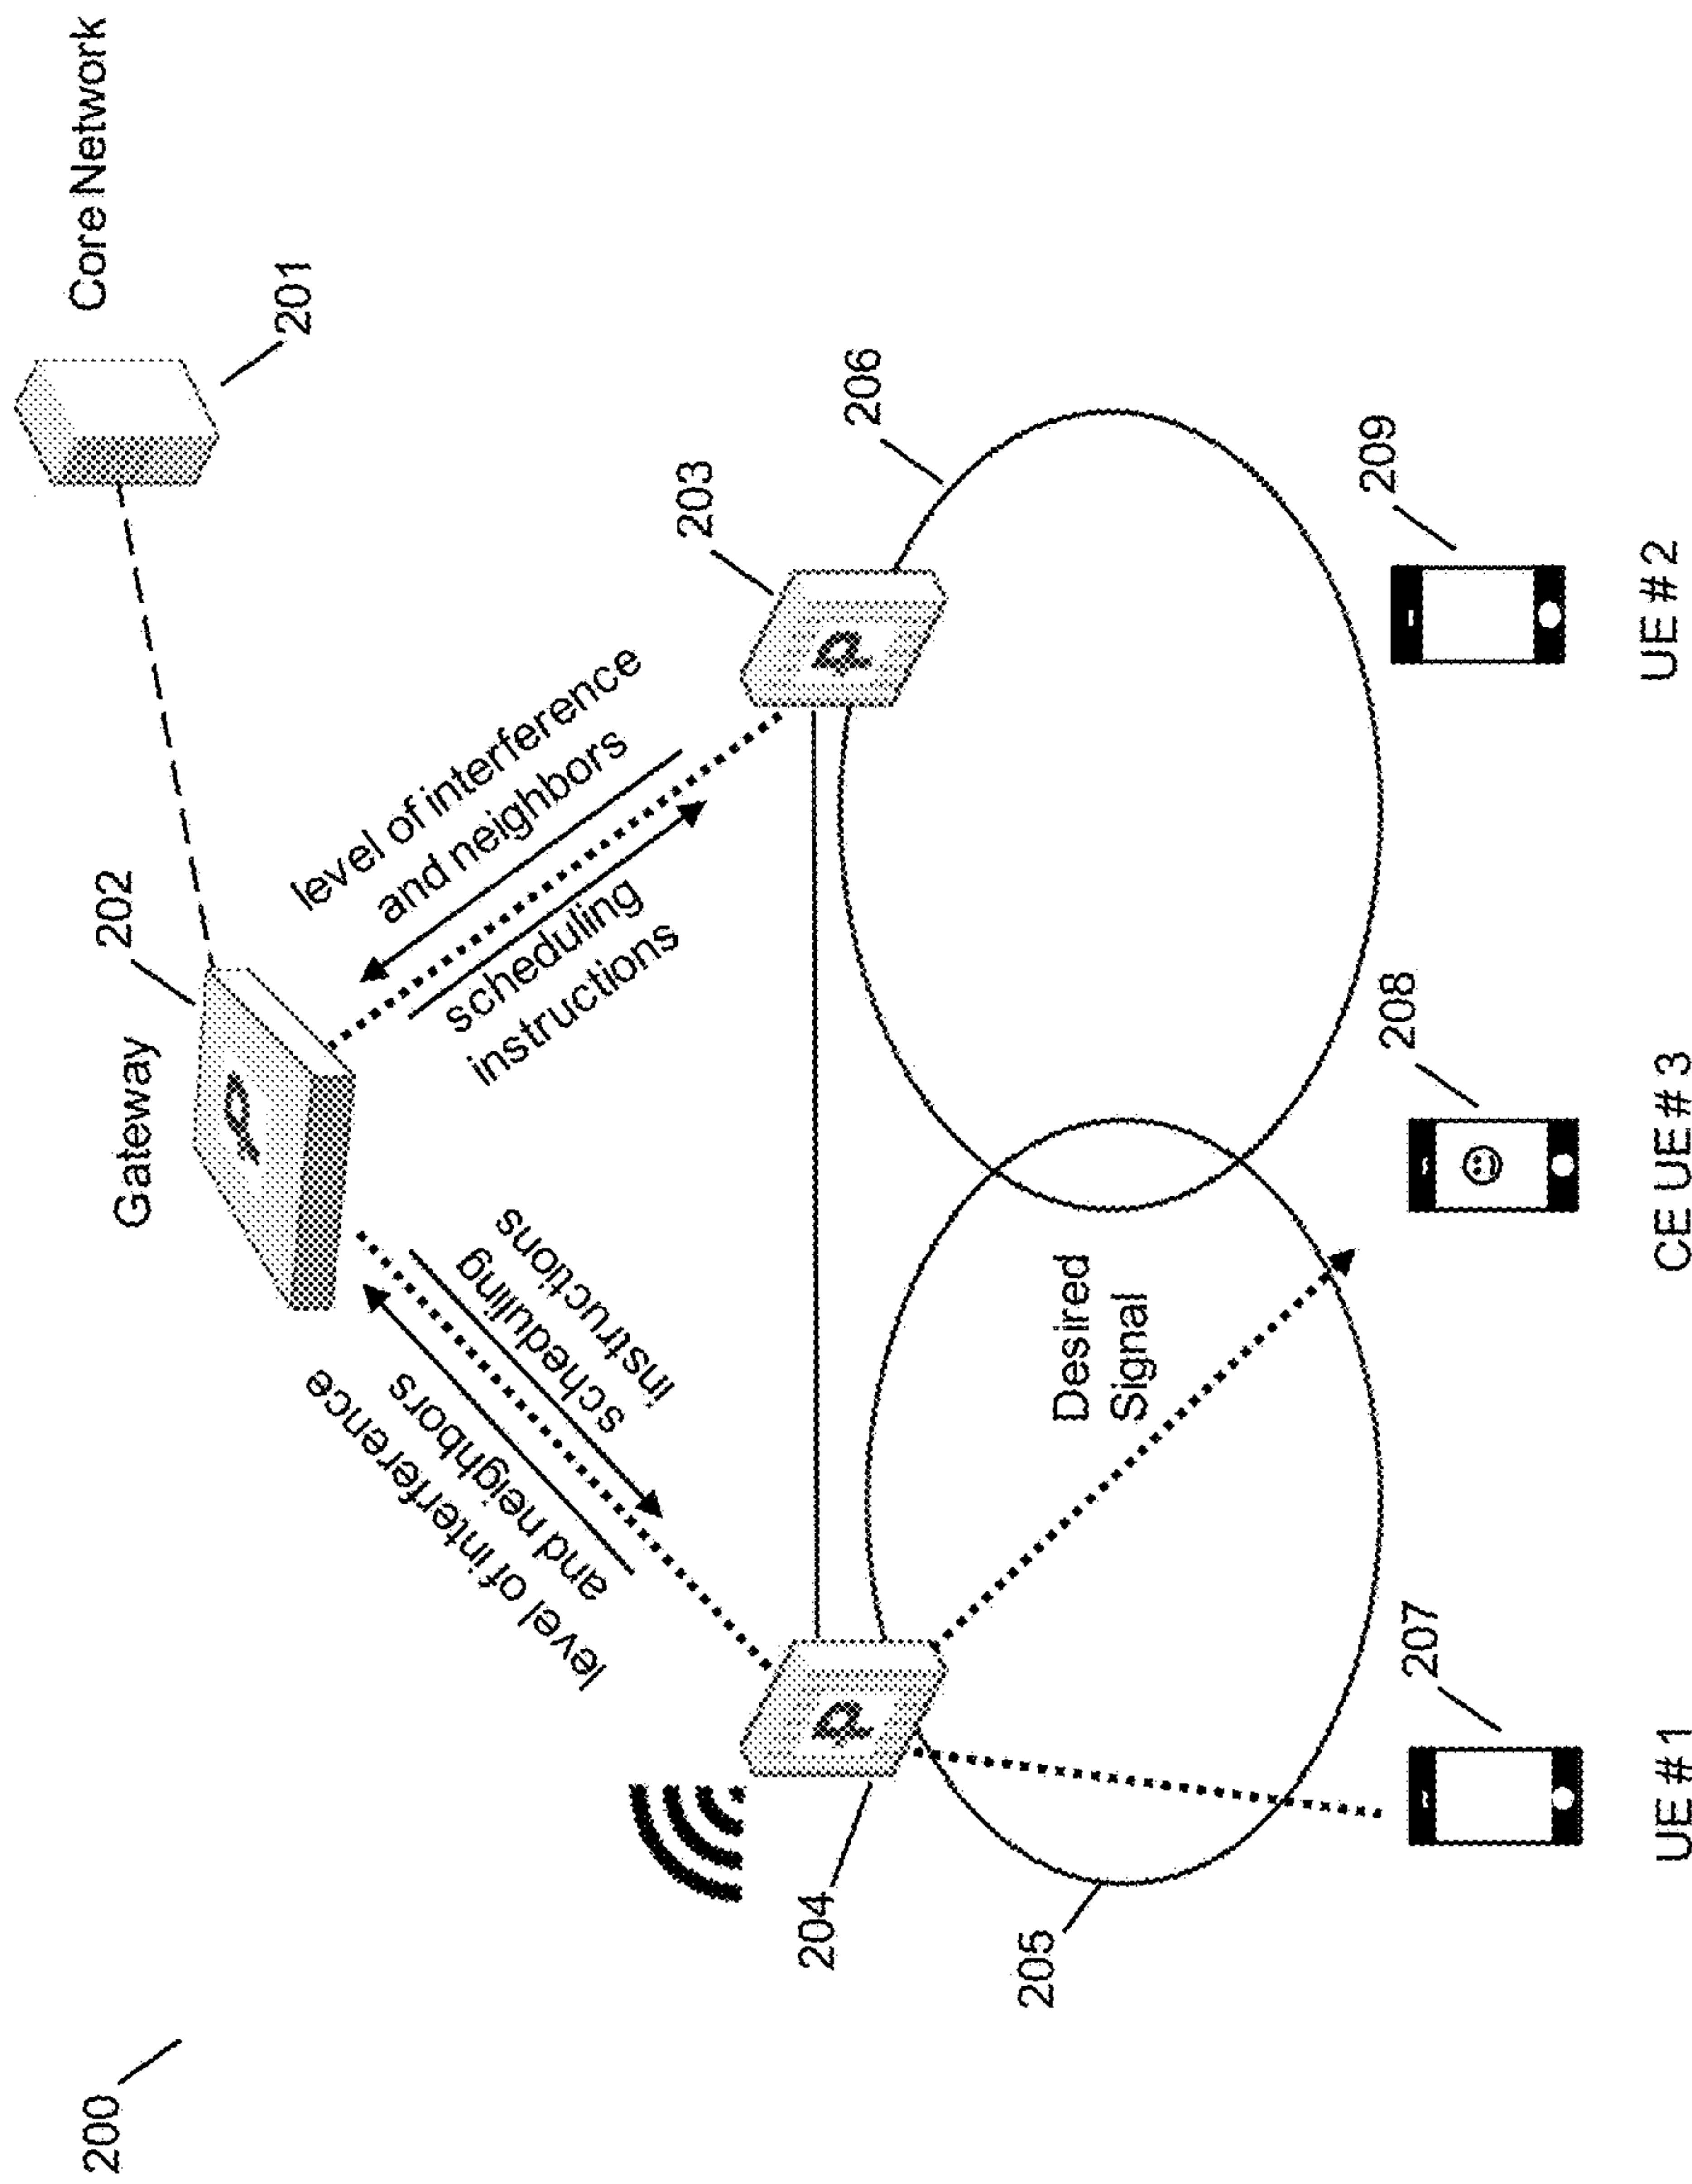 200
Core Network
201
Gateway
202
level of interference
and neighbors
scheduling
instructions
level of interference
and neighbors
scheduling
instructions
203
204
205
206
Desired
Signal
207
208
209
UE # 1
CE UE # 3
UE # 2